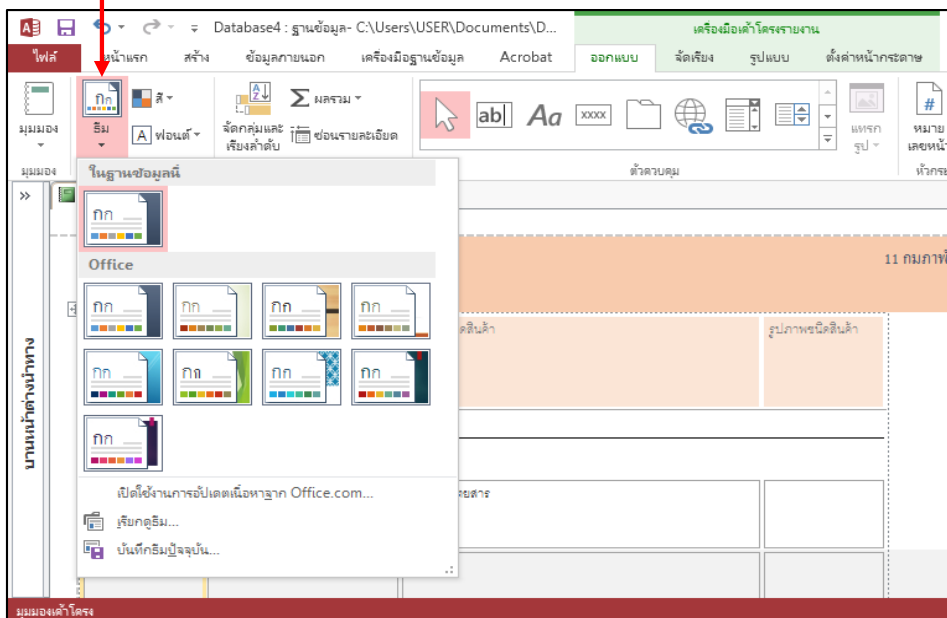 Database4 : ฐานข้อมูล- C:\Users\USER\Documents\D...
เครื่องมือเค้าโครงรายงาน
ไฟล์ หน้าแรก สร้าง ข้อมูลภายนอก เครื่องมือฐานข้อมูล Acrobat ออกแบบ จัดเรียง รูปแบบ ตั้งค่าหน้ากระดาษ
มุมมอง
ธีม
กก
สี
A ฟอนต์
จัดกลุ่มและ
เรียงลำดับ
Σ ผลรวม
ซ่อนรายละเอียด
ab Aa xxxx
แทรก
รูป
#
หมาย
เลขหน้า
มุมมอง
ตัวควบคุม
หัวกระ
ในฐานข้อมูลนี้
กก
Office
กก กก กก กก
กก กก กก กก
กก
เปิดใช้งานการอัปเดตเนื้อหาจาก Office.com...
เรียกดูธีม...
บันทึกธีมปัจจุบัน...
11 กุมภาพั
ดสินค้า
รูปภาพชนิดสินค้า
ยสาร
บานหน้าต่างนำทาง
มุมมองเค้าโครง